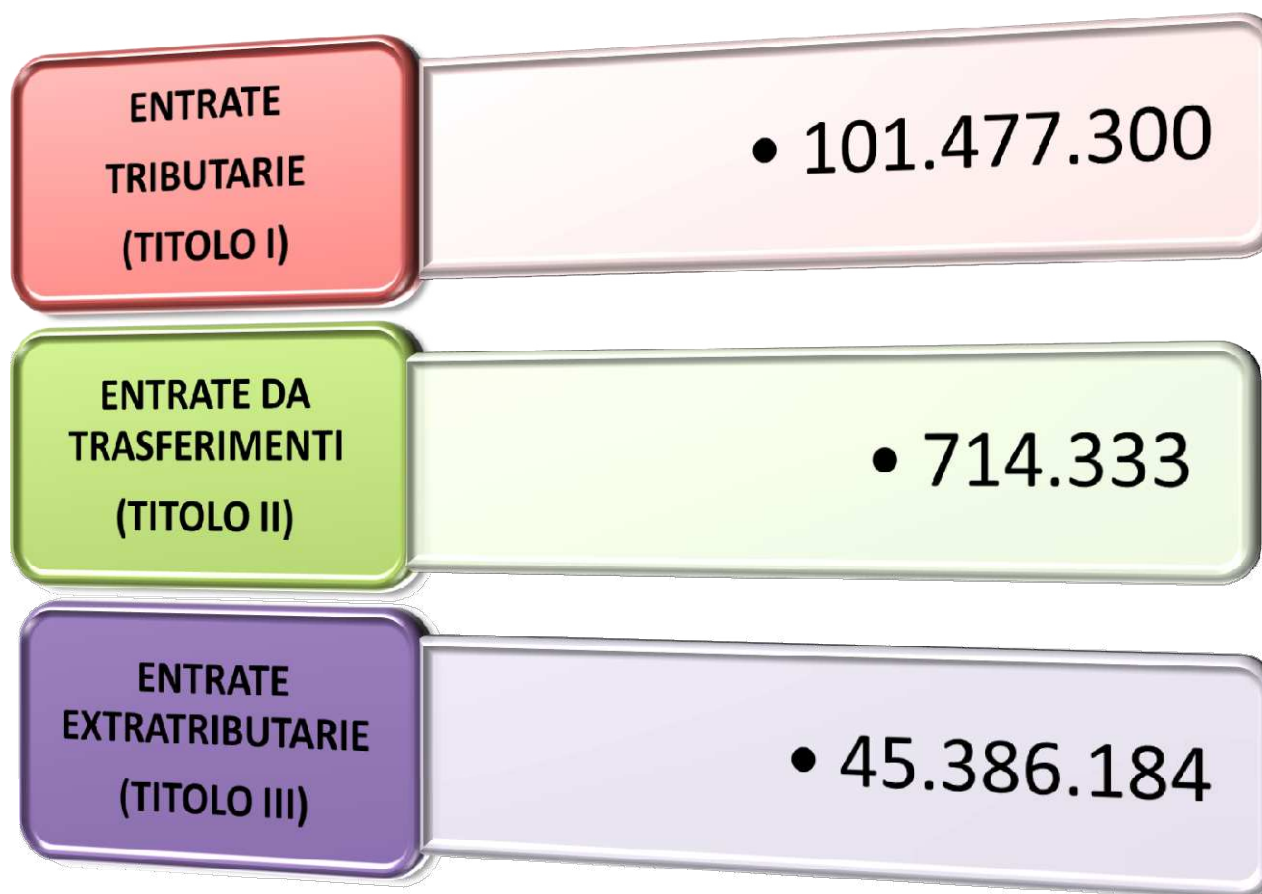 ENTRATE
TRIBUTARIE
(TITOLO I)
• 101.477.300
ENTRATE DA
TRASFERIMENTI
(TITOLO II)
• 714.333
ENTRATE
EXTRATRIBUTARIE
(TITOLO III)
• 45.386.184